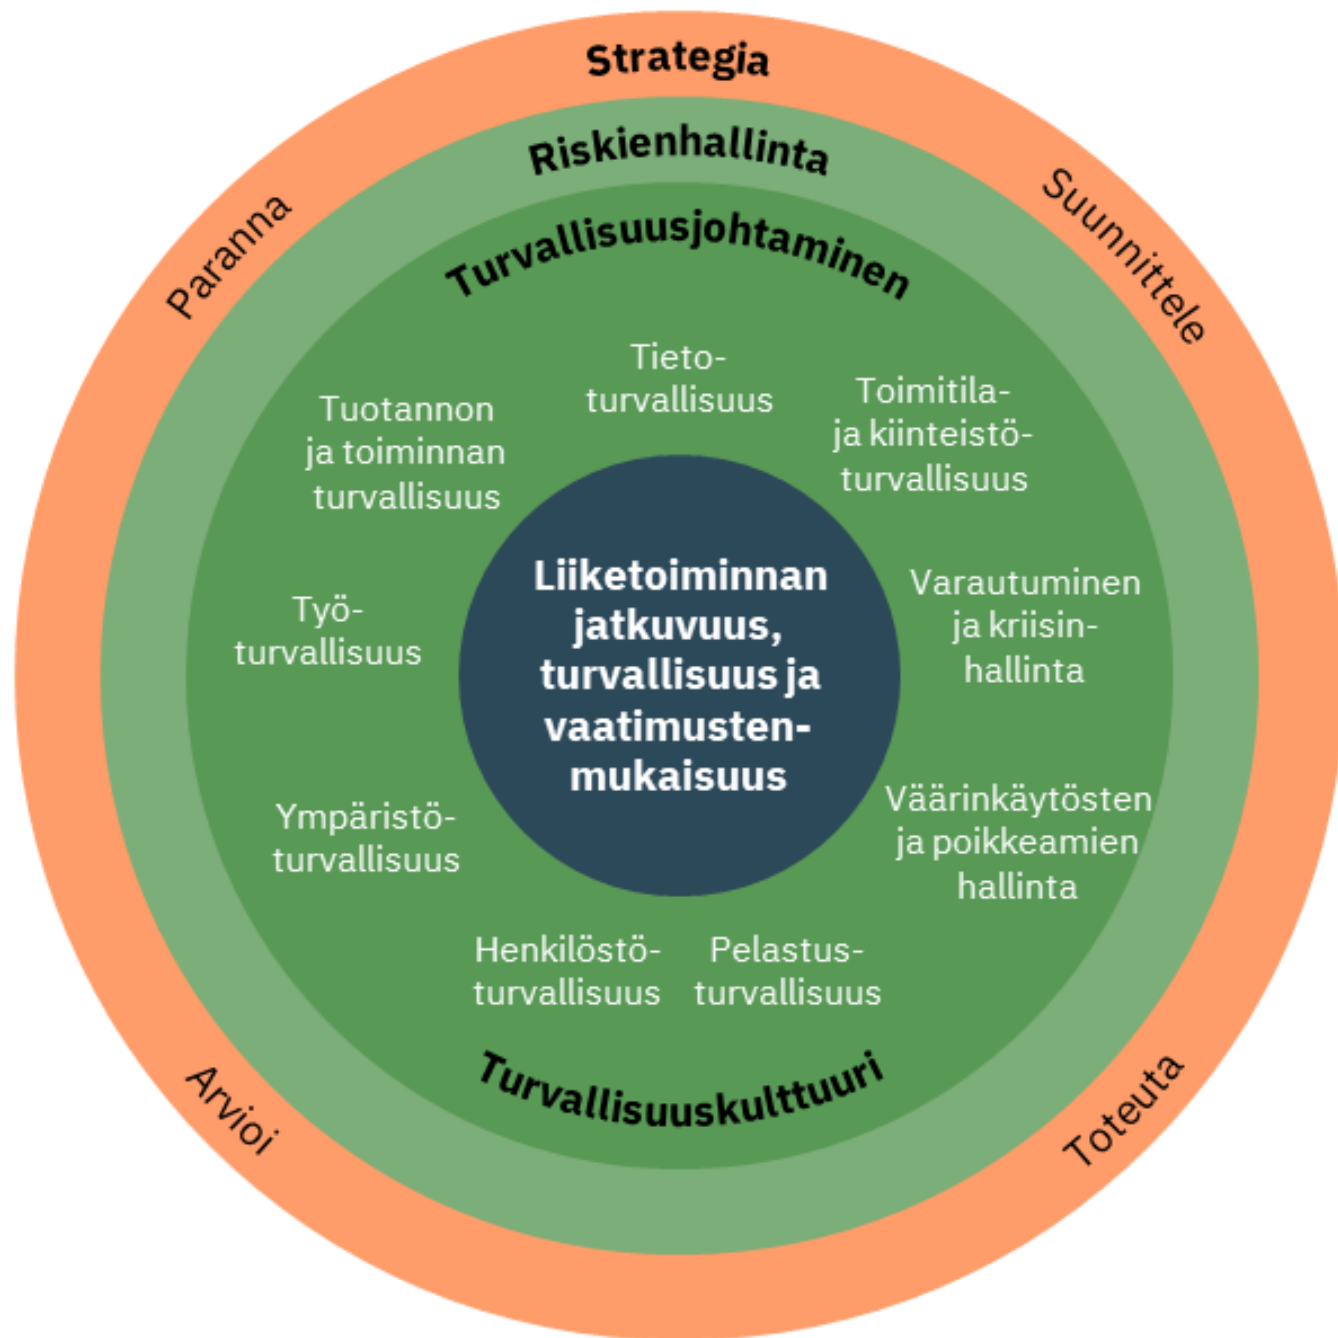 Strategia
Riskienhallinta
Turvallisuusjohtaminen
Paranna
Suunnittele
Tieto-
turvallisuus
Toimitila-
ja kiinteistö-
turvallisuus
Varautuminen
ja kriisin-
hallinta
Väärinkäytösten
ja poikkeamien
hallinta
Pelastus-
turvallisuus
Henkilöstö-
turvallisuus
Ympäristö-
turvallisuus
Työ-
turvallisuus
Tuotannon
ja toiminnan
turvallisuus
Liiketoiminnan
jatkuvuus,
turvallisuus ja
vaatimusten-
mukaisuus
Turvallisuuskulttuuri
Arvioi
Toteuta